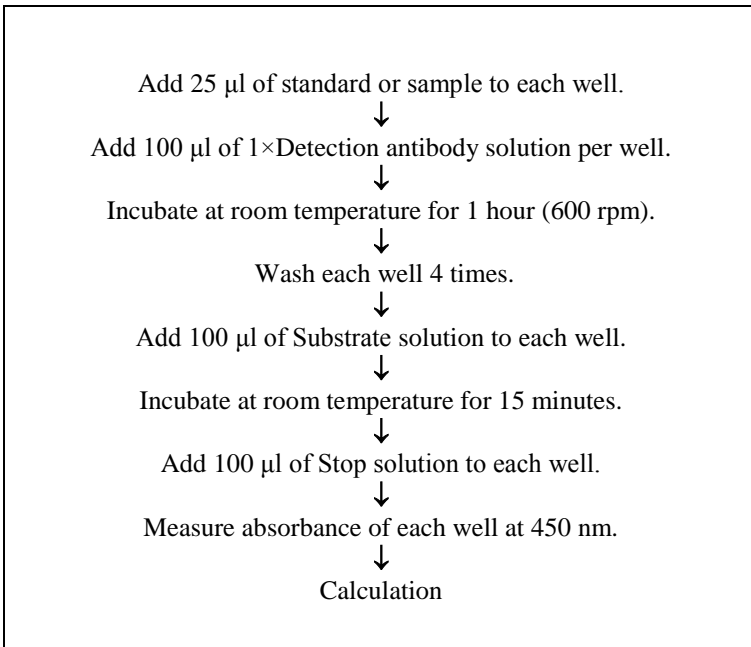 Add 25 μl of standard or sample to each well.
↓
Add 100 μl of 1×Detection antibody solution per well.
↓
Incubate at room temperature for 1 hour (600 rpm).
↓
Wash each well 4 times.
↓
Add 100 μl of Substrate solution to each well.
↓
Incubate at room temperature for 15 minutes.
↓
Add 100 μl of Stop solution to each well.
↓
Measure absorbance of each well at 450 nm.
↓
Calculation